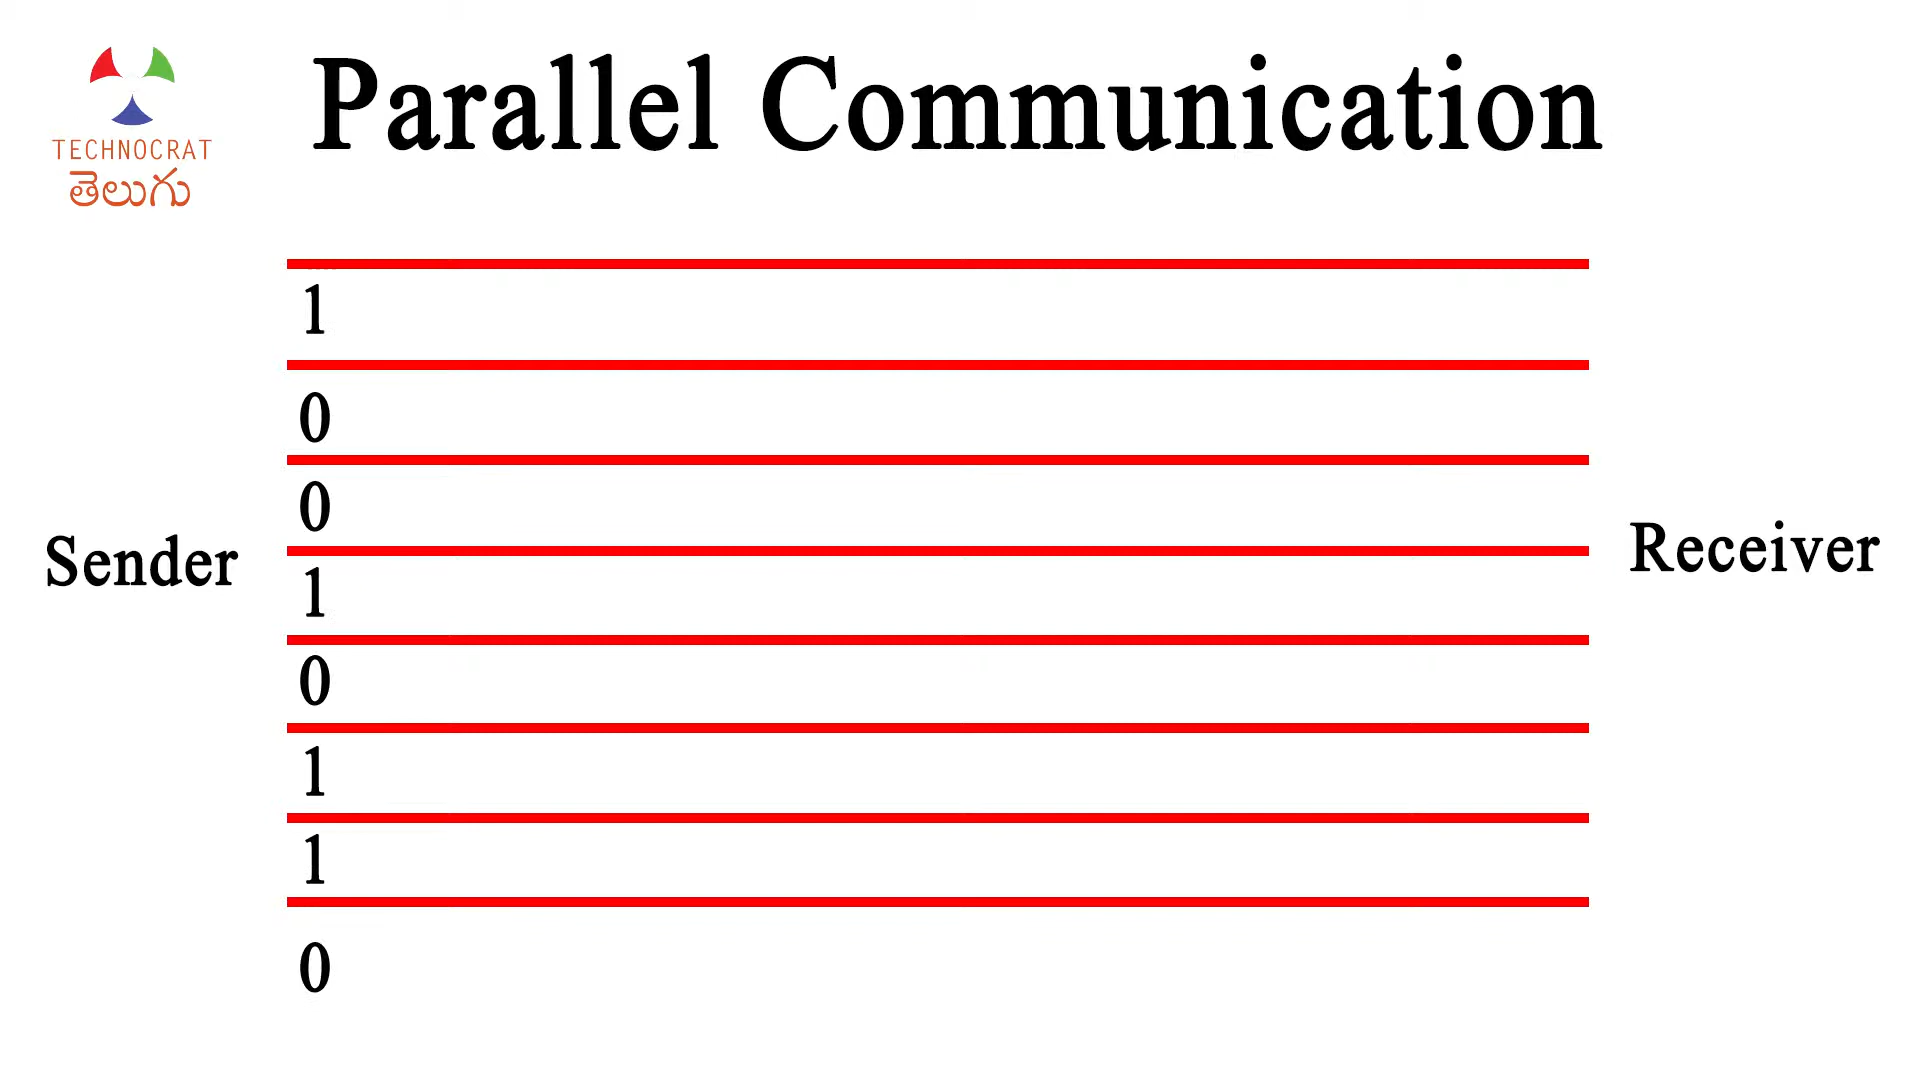 Parallel Communication
TECHNOCRAT
తెలుగు
1
0
0
1
0
1
1
0
Sender
Receiver